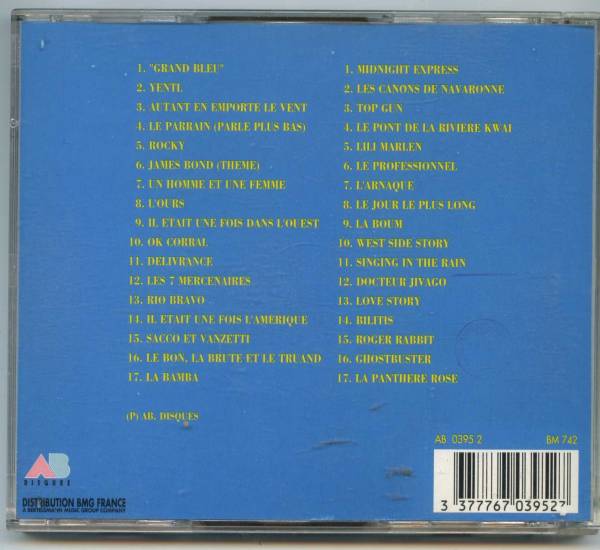 1. "GRAND BLEU"
2. YENTL
3. AUTANT EN EMPORTE LE VENT
4. LE PARRAIN (PARLE PLUS BAS)
5. ROCKY
6. JAMES BOND (THEME)
7. UN HOMME ET UNE FEMME
8. L'OURS
9. IL ETAIT UNE FOIS DANS L'OUEST
10. OK CORRAL
11. DELIVRANCE
12. LES 7 MERCENAIRES
13. RIO BRAVO
14. IL ETAIT UNE FOIS L'AMERIQUE
15. SACCO ET VANZETTI
16. LE BON, LA BRUTE ET LE TRUAND
17. LA BAMBA
(P) AB. DISQUES
1. MIDNIGHT EXPRESS
2. LES CANONS DE NAVARONNE
3. TOP GUN
4. LE PONT DE LA RIVIERE KWAI
5. LILI MARLEN
6. LE PROFESSIONNEL
7. L'ARNAQUE
8. LE JOUR LE PLUS LONG
9. LA BOUM
10. WEST SIDE STORY
11. SINGING IN THE RAIN
12. DOCTEUR JIVAGO
13. LOVE STORY
14. BILITIS
15. ROGER RABBIT
16. GHOSTBUSTER
17. LA PANTHERE ROSE
AB 0395 2 BM 742
3 377767 039527
AB
DISQUES
DISTRIBUTION BMG FRANCE
A BERTELSMANN MUSIC GROUP COMPANY